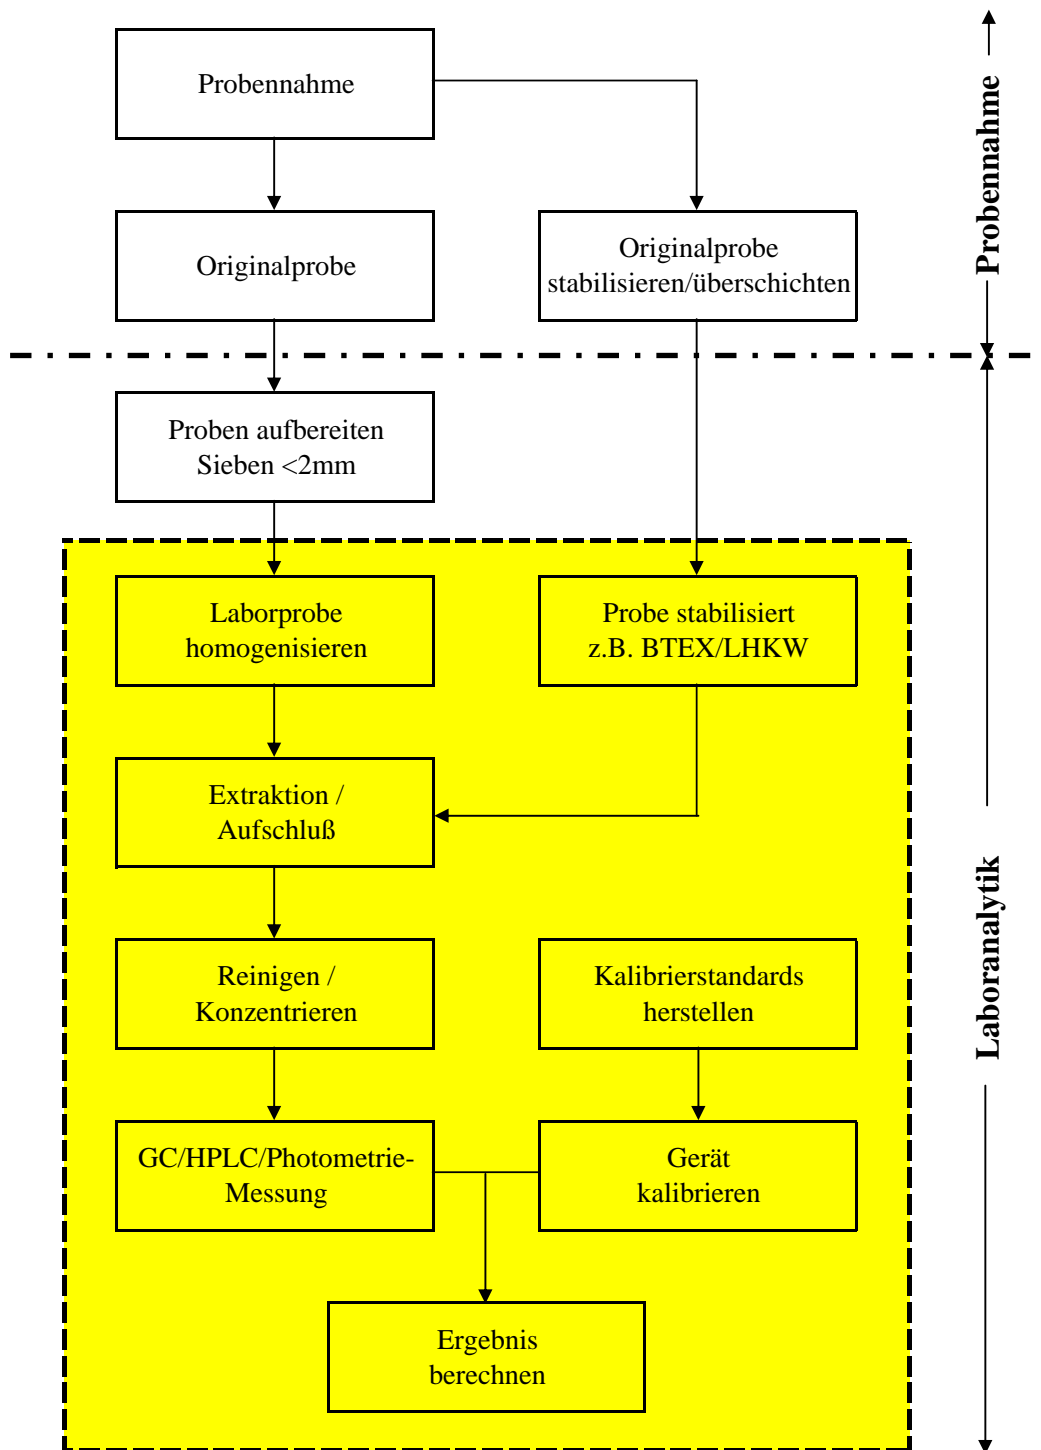 Probennahme
Originalprobe
Originalprobe
stabilisieren/überschichten
Probennahme
Proben aufbereiten
Sieben <2mm
Laborprobe
homogenisieren
Probe stabilisiert
z.B. BTEX/LHKW
Extraktion /
Aufschluß
Reinigen /
Konzentrieren
Kalibrierstandards
herstellen
Laboranalytik
GC/HPLC/Photometrie-
Messung
Gerät
kalibrieren
Ergebnis
berechnen